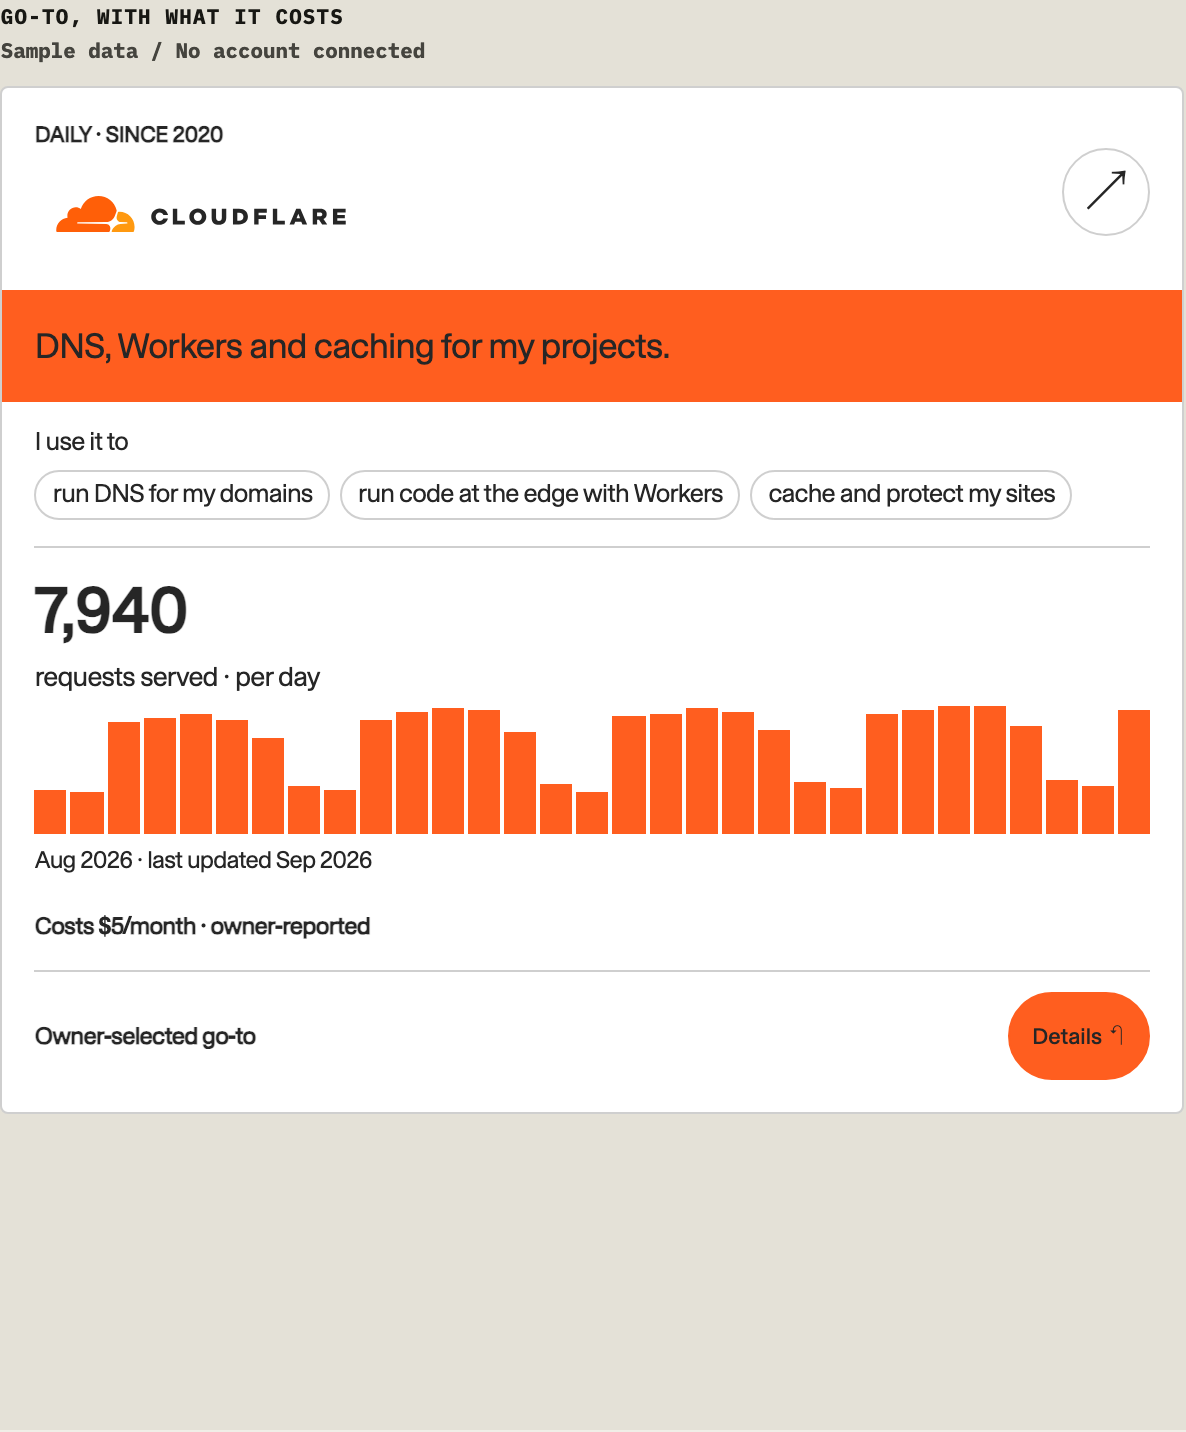 GO-TO, WITH WHAT IT COSTS
Sample data / No account connected
DAILY · SINCE 2020
CLOUDFLARE
DNS, Workers and caching for my projects.
I use it to
run DNS for my domains
run code at the edge with Workers
cache and protect my sites
7,940
requests served · per day
Aug 2026 · last updated Sep 2026
Costs $5/month · owner-reported
Owner-selected go-to
Details